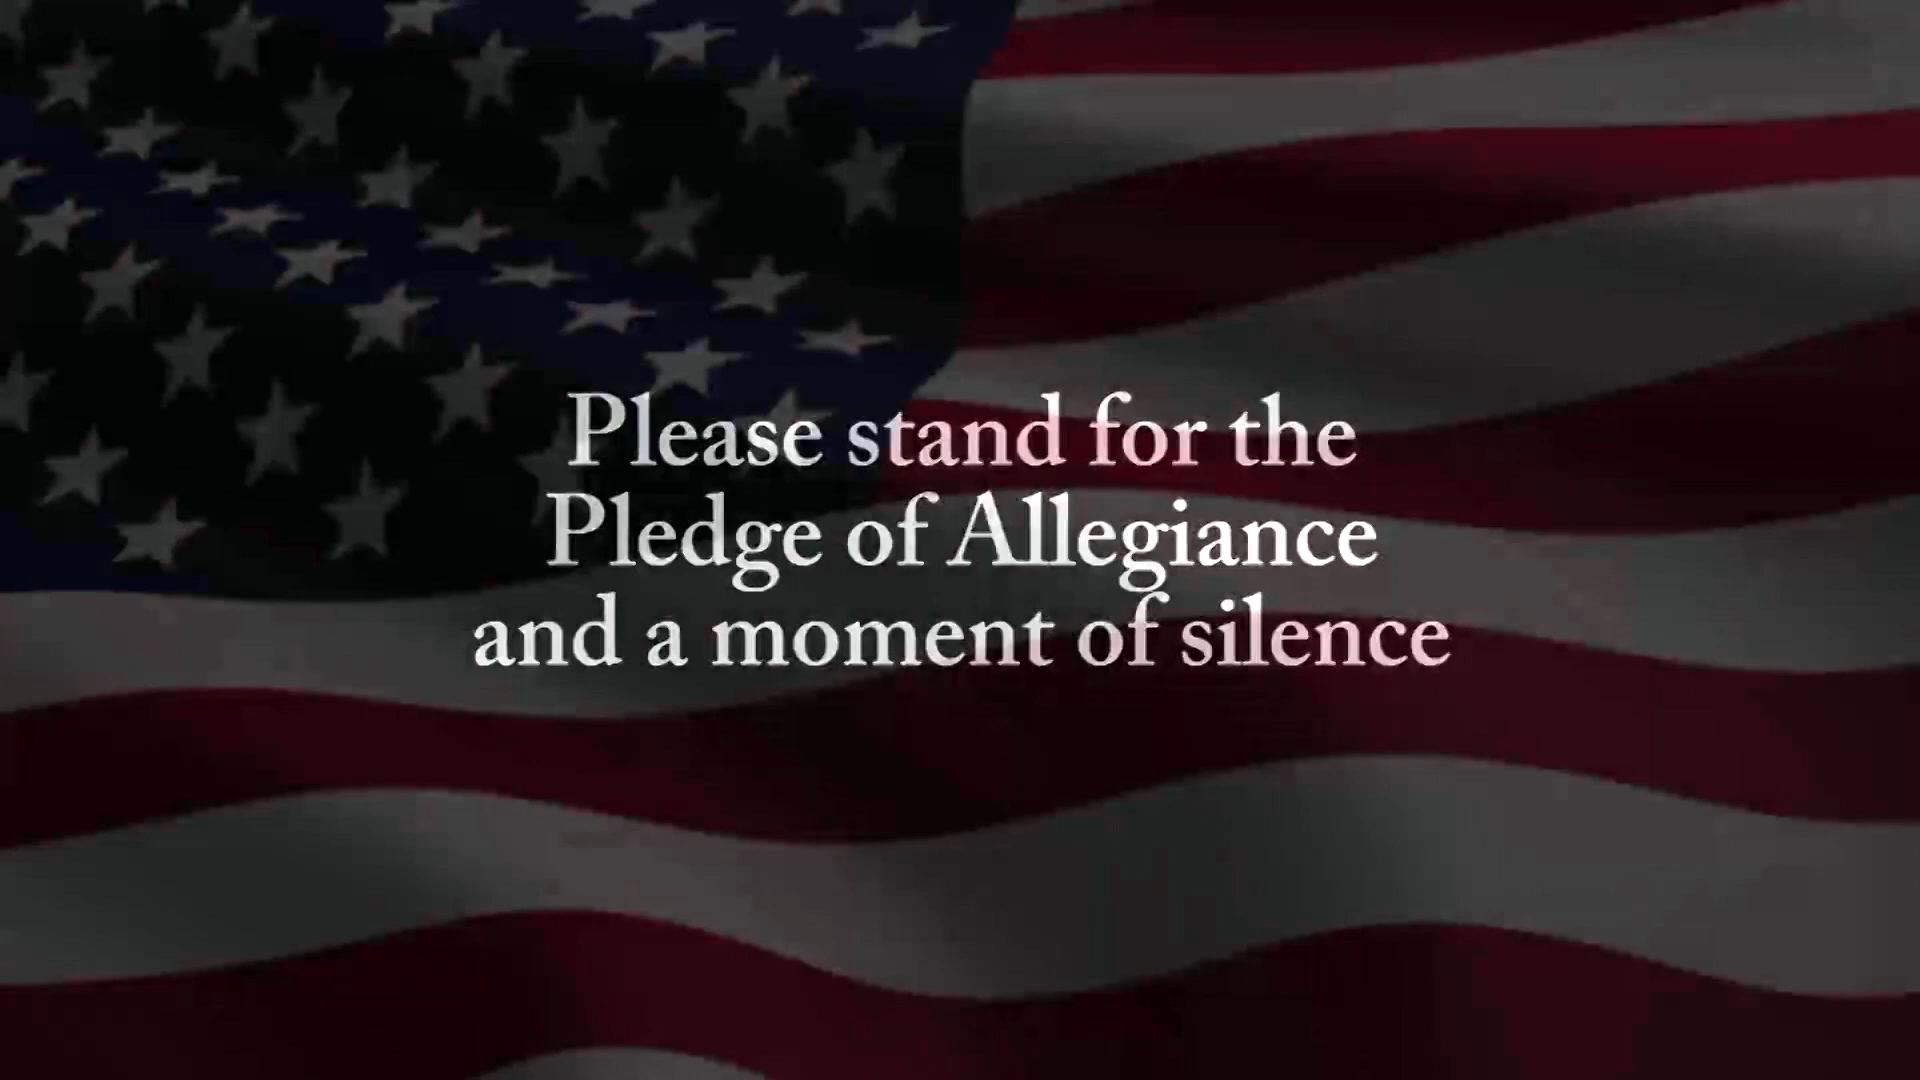 Please stand for the
Pledge of Allegiance
and a moment of silence